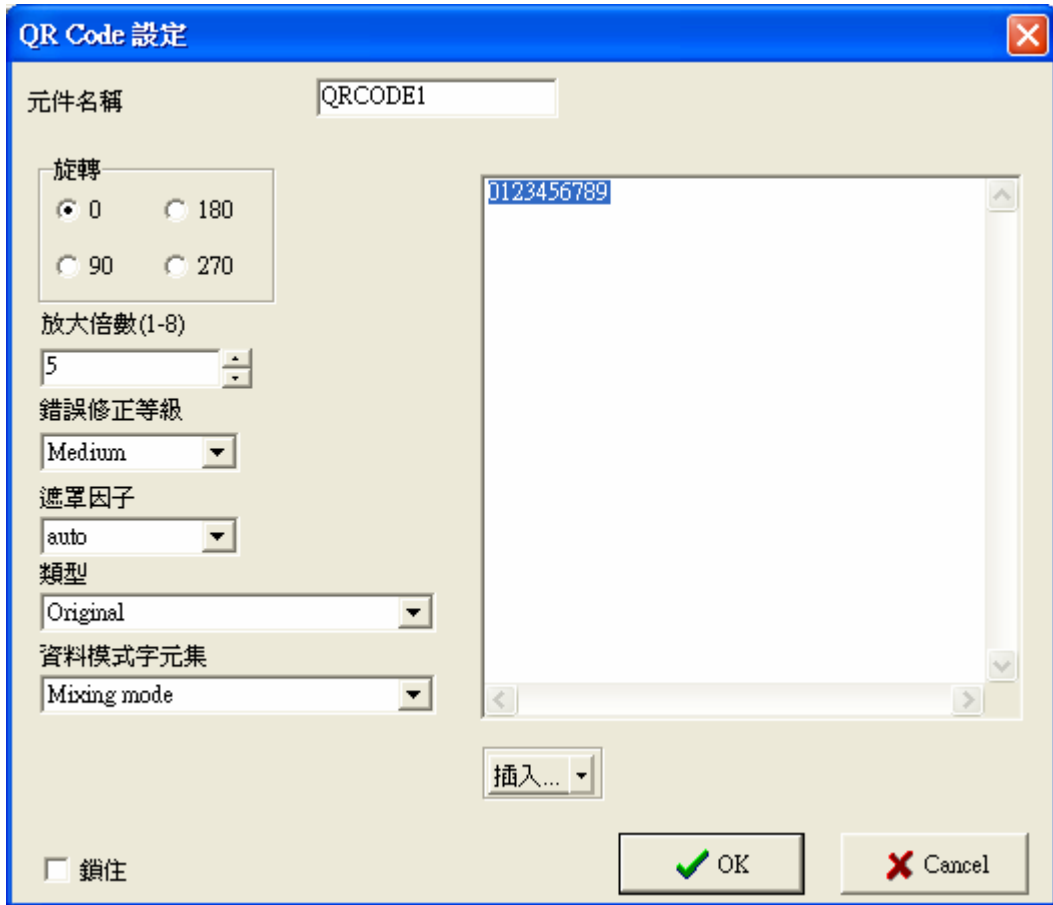 QR Code 設定
元件名稱
QRCODE1
旋轉
0
180
90
270
放大倍數(1-8)
5
錯誤修正等級
Medium
遮罩因子
auto
類型
Original
資料模式字元集
Mixing mode
0123456789
插入...
鎖住
OK
Cancel